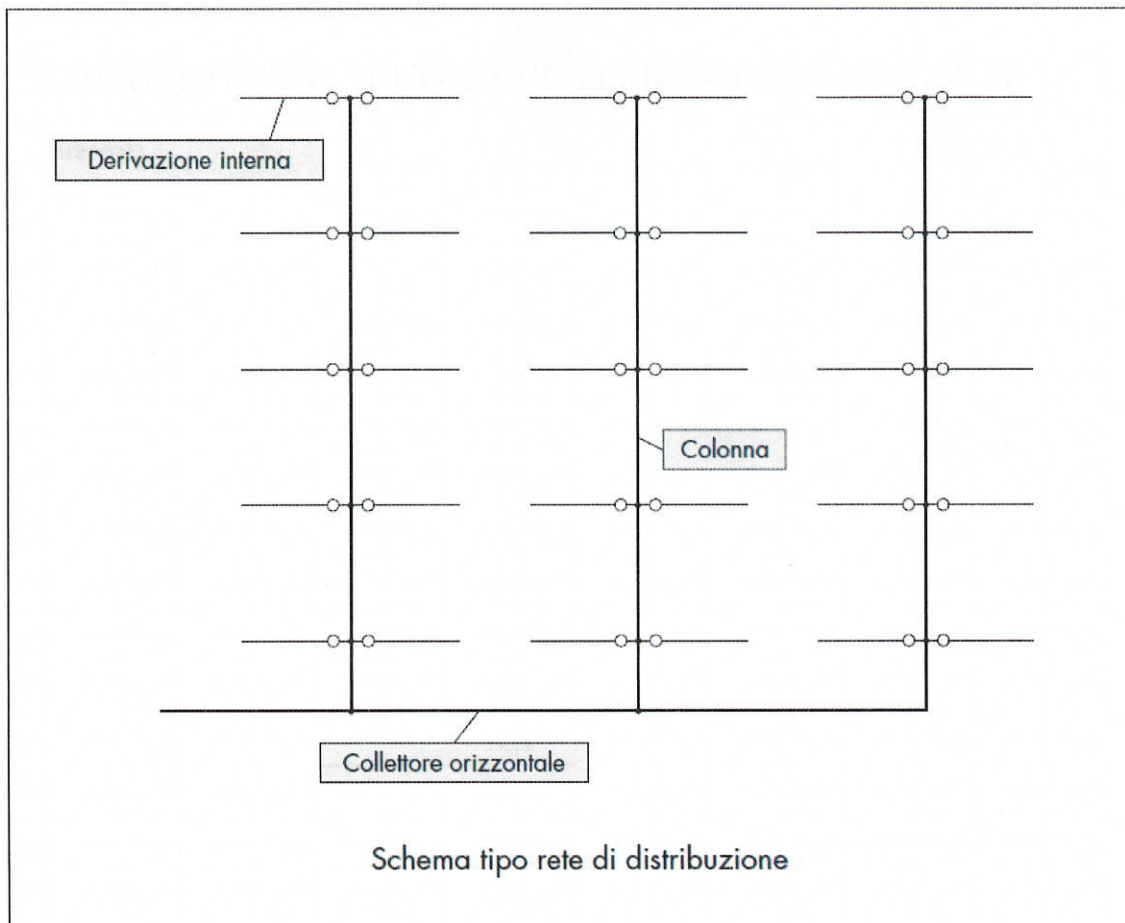 Derivazione interna
Colonna
Collettore orizzontale
Schema tipo rete di distribuzione